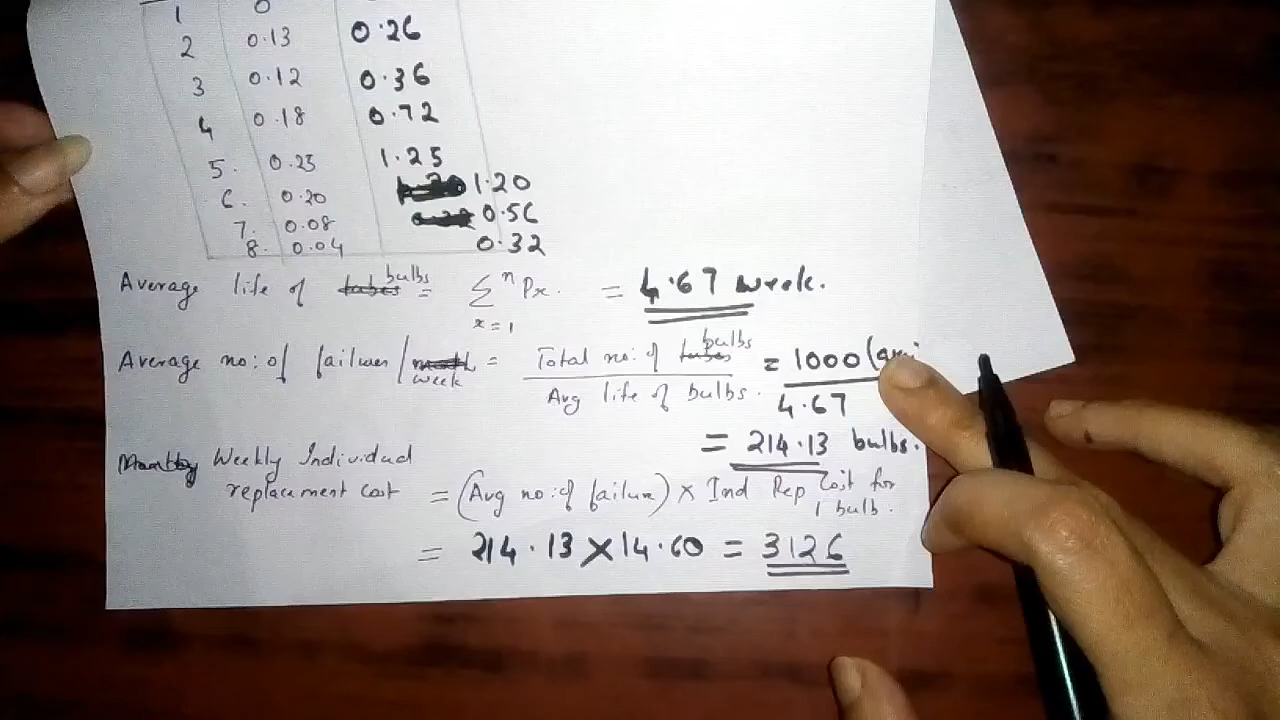 1 0
2 0.13 0.26
3 0.12 0.36
4 0.18 0.72
5. 0.25 1.25
6. 0.20 1.20
7. 0.08 0.56
8. 0.04 0.32
Average life of bulbs = ∑ⁿₓ₌₁ Px. = 4.67 week.
Average no: of failures/week = Total no: of bulbs / Avg life of bulbs. = 1000 / 4.67
= 214.13 bulbs.
Weekly Individual
replacement cost = (Avg no: of failure) × Ind Rep Cost for
1 bulb.
= 214.13 × 14.60 = 3126